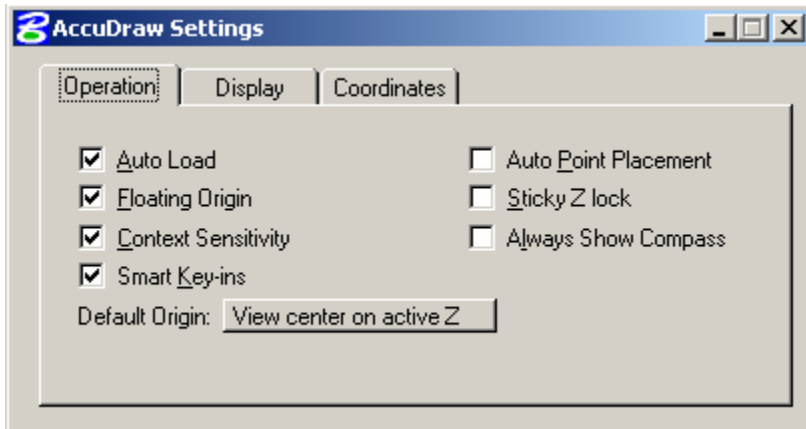 AccuDraw Settings
Operation Display Coordinates
Auto Load Auto Point Placement
Floating Origin Sticky Z lock
Context Sensitivity Always Show Compass
Smart Key-ins
Default Origin: View center on active Z